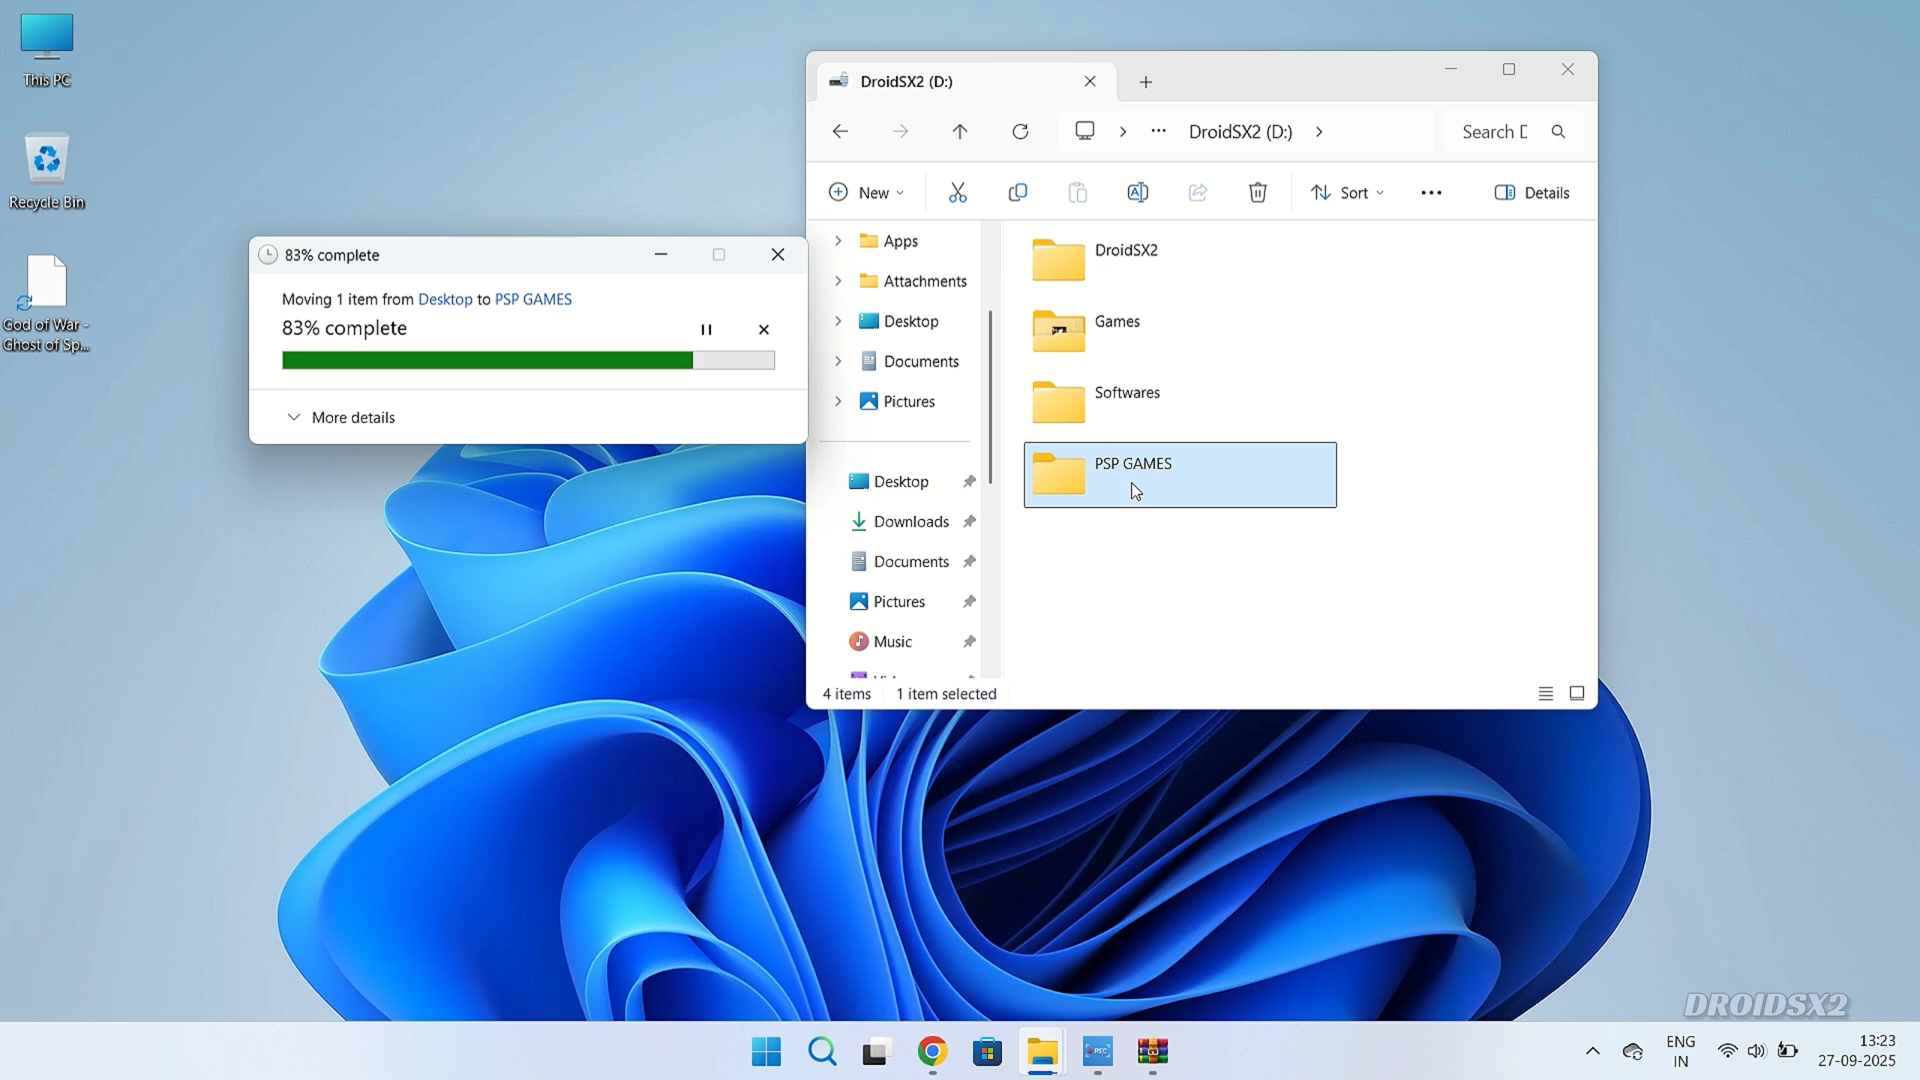 This PC
Recycle Bin
God of War -
Ghost of Sp...
83% complete
Moving 1 item from Desktop to PSP GAMES
83% complete
More details
DroidSX2 (D:)
DroidSX2 (D:)
Search D
New
Sort
Details
Apps
Attachments
Desktop
Documents
Pictures
Desktop
Downloads
Documents
Pictures
Music
DroidSX2
Games
Softwares
PSP GAMES
4 items
1 item selected
DROIDSX2
REC
ENG
IN
13:23
27-09-2025